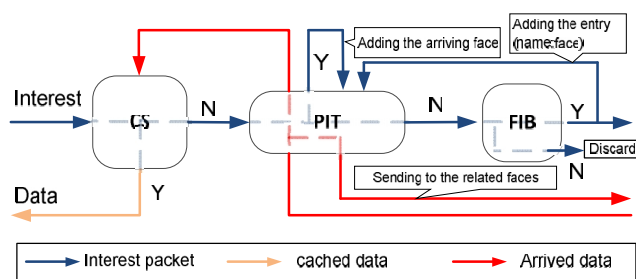 Adding the entry
(name,face)
Y
Adding the arriving face
Interest
CS
N
PIT
N
FIB
Y
Discard
N
Data
Y
Sending to the related faces
Interest packet
cached data
Arrived data